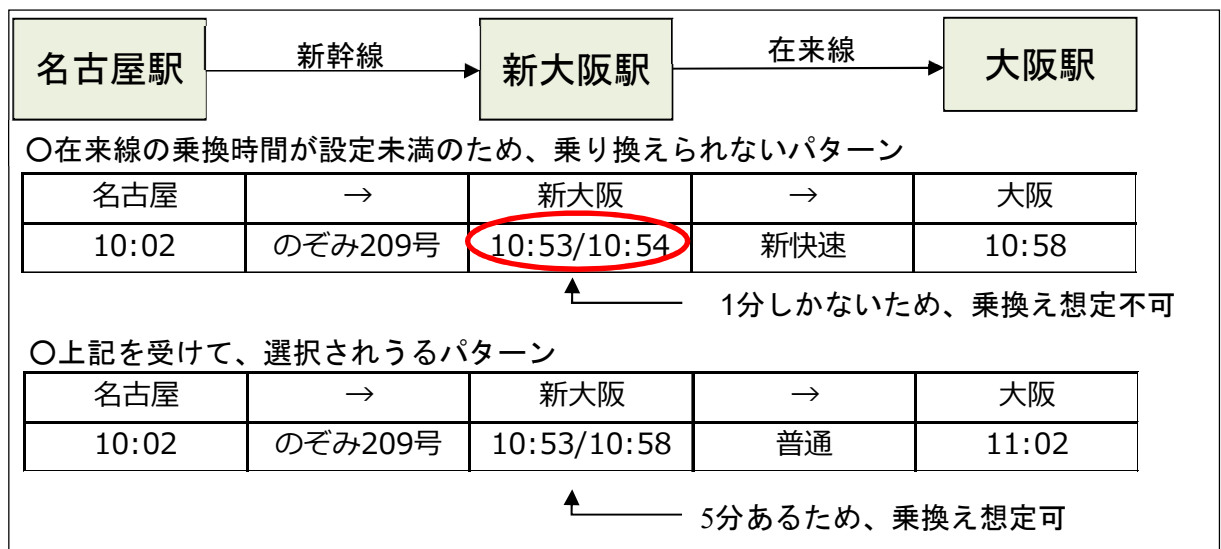 名古屋駅 新幹線 新大阪駅 在来線 大阪駅
〇在来線の乗換時間が設定未満のため、乗り換えられないパターン
名古屋 → 新大阪 → 大阪
10:02 のぞみ209号 10:53/10:54 新快速 10:58
1分しかないため、乗換え想定不可
〇上記を受けて、選択されうるパターン
名古屋 → 新大阪 → 大阪
10:02 のぞみ209号 10:53/10:58 普通 11:02
5分あるため、乗換え想定可